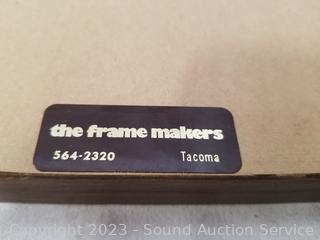 the frame makers
564-2320 Tacoma
Copyright 2023 - Sound Auction Service